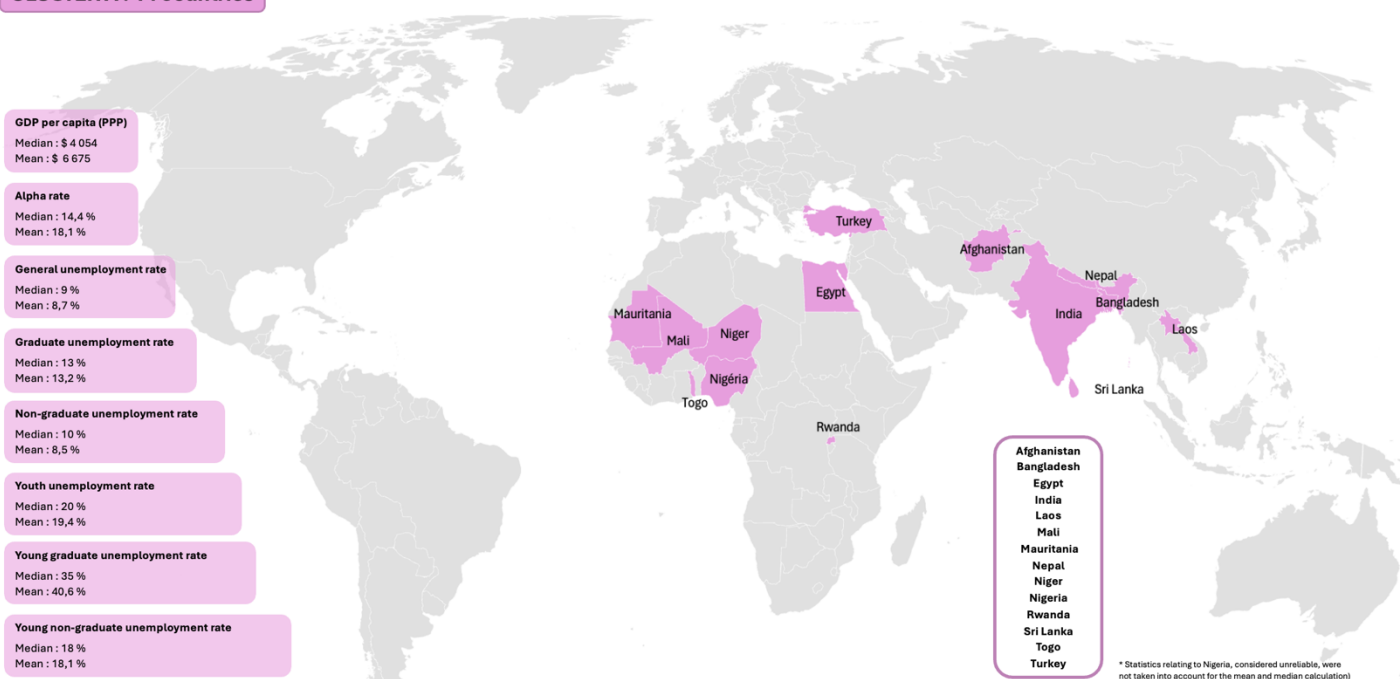 GDP per capita (PPP)
Median : $ 4 054
Mean : $ 6 675
Alpha rate
Median : 14,4 %
Mean : 18,1 %
General unemployment rate
Median : 9 %
Mean : 8,7 %
Graduate unemployment rate
Median : 13 %
Mean : 13,2 %
Non-graduate unemployment rate
Median : 10 %
Mean : 8,5 %
Youth unemployment rate
Median : 20 %
Mean : 19,4 %
Young graduate unemployment rate
Median : 35 %
Mean : 40,6 %
Young non-graduate unemployment rate
Median : 18 %
Mean : 18,1 %
Turkey
Afghanistan
Nepal
Egypt
Bangladesh
Mauritania
India
Niger
Mali
Laos
Nigéria
Sri Lanka
Togo
Rwanda
Afghanistan
Bangladesh
Egypt
India
Laos
Mali
Mauritania
Nepal
Niger
Nigeria
Rwanda
Sri Lanka
Togo
Turkey
* Statistics relating to Nigeria, considered unreliable, were
not taken into account for the mean and median calculation)